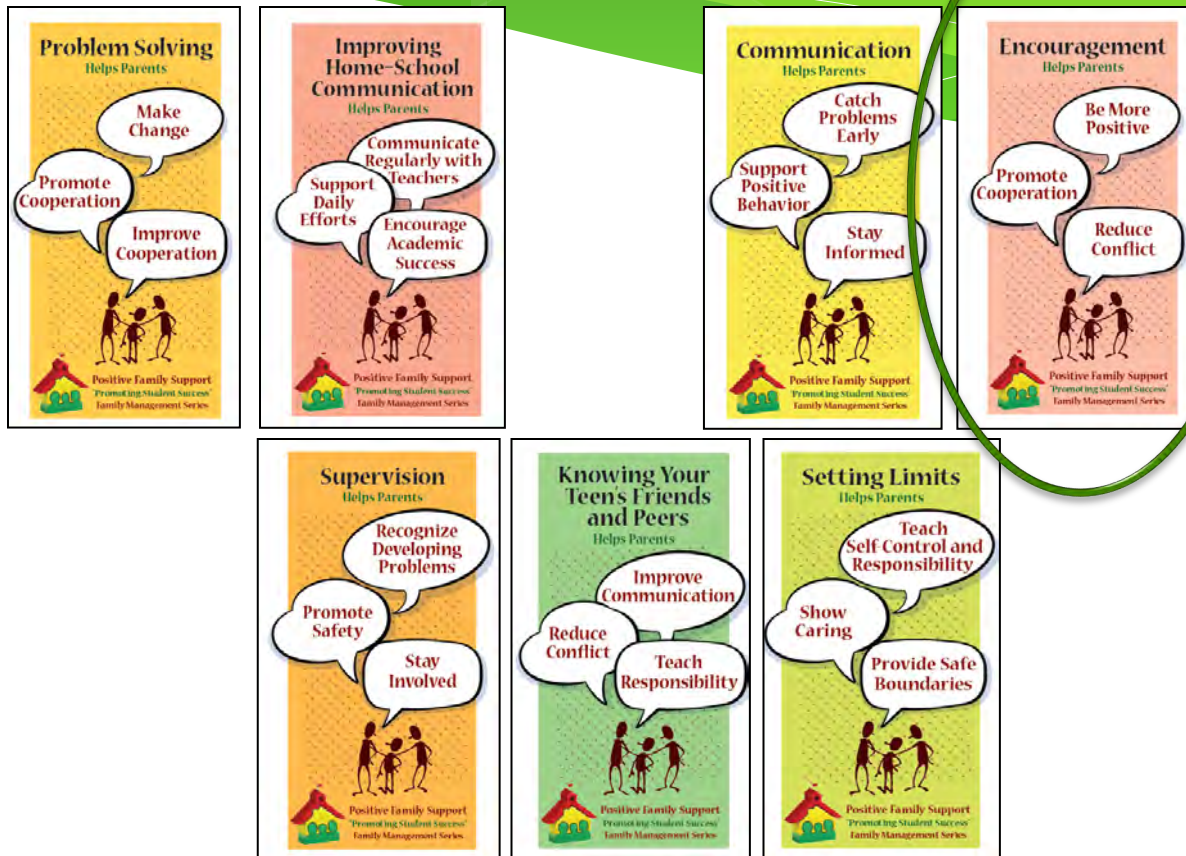 Problem Solving
Helps Parents
Make
Change
Promote
Cooperation
Improve
Cooperation
Positive Family Support
"Promoting Student Success"
Family Management Series
Improving
Home-School
Communication
Helps Parents
Communicate
Regularly with
Teachers
Support
Daily
Efforts
Encourage
Academic
Success
Positive Family Support
"Promoting Student Success"
Family Management Series
Communication
Helps Parents
Catch
Problems
Early
Support
Positive
Behavior
Stay
Informed
Positive Family Support
"Promoting Student Success"
Family Management Series
Encouragement
Helps Parents
Be More
Positive
Promote
Cooperation
Reduce
Conflict
Positive Family Support
"Promoting Student Success"
Family Management Series
Supervision
Helps Parents
Recognize
Developing
Problems
Promote
Safety
Stay
Involved
Positive Family Support
"Promoting Student Success"
Family Management Series
Knowing Your
Teen's Friends
and Peers
Helps Parents
Improve
Communication
Reduce
Conflict
Teach
Responsibility
Positive Family Support
"Promoting Student Success"
Family Management Series
Setting Limits
Helps Parents
Teach
Self-Control and
Responsibility
Show
Caring
Provide Safe
Boundaries
Positive Family Support
"Promoting Student Success"
Family Management Series